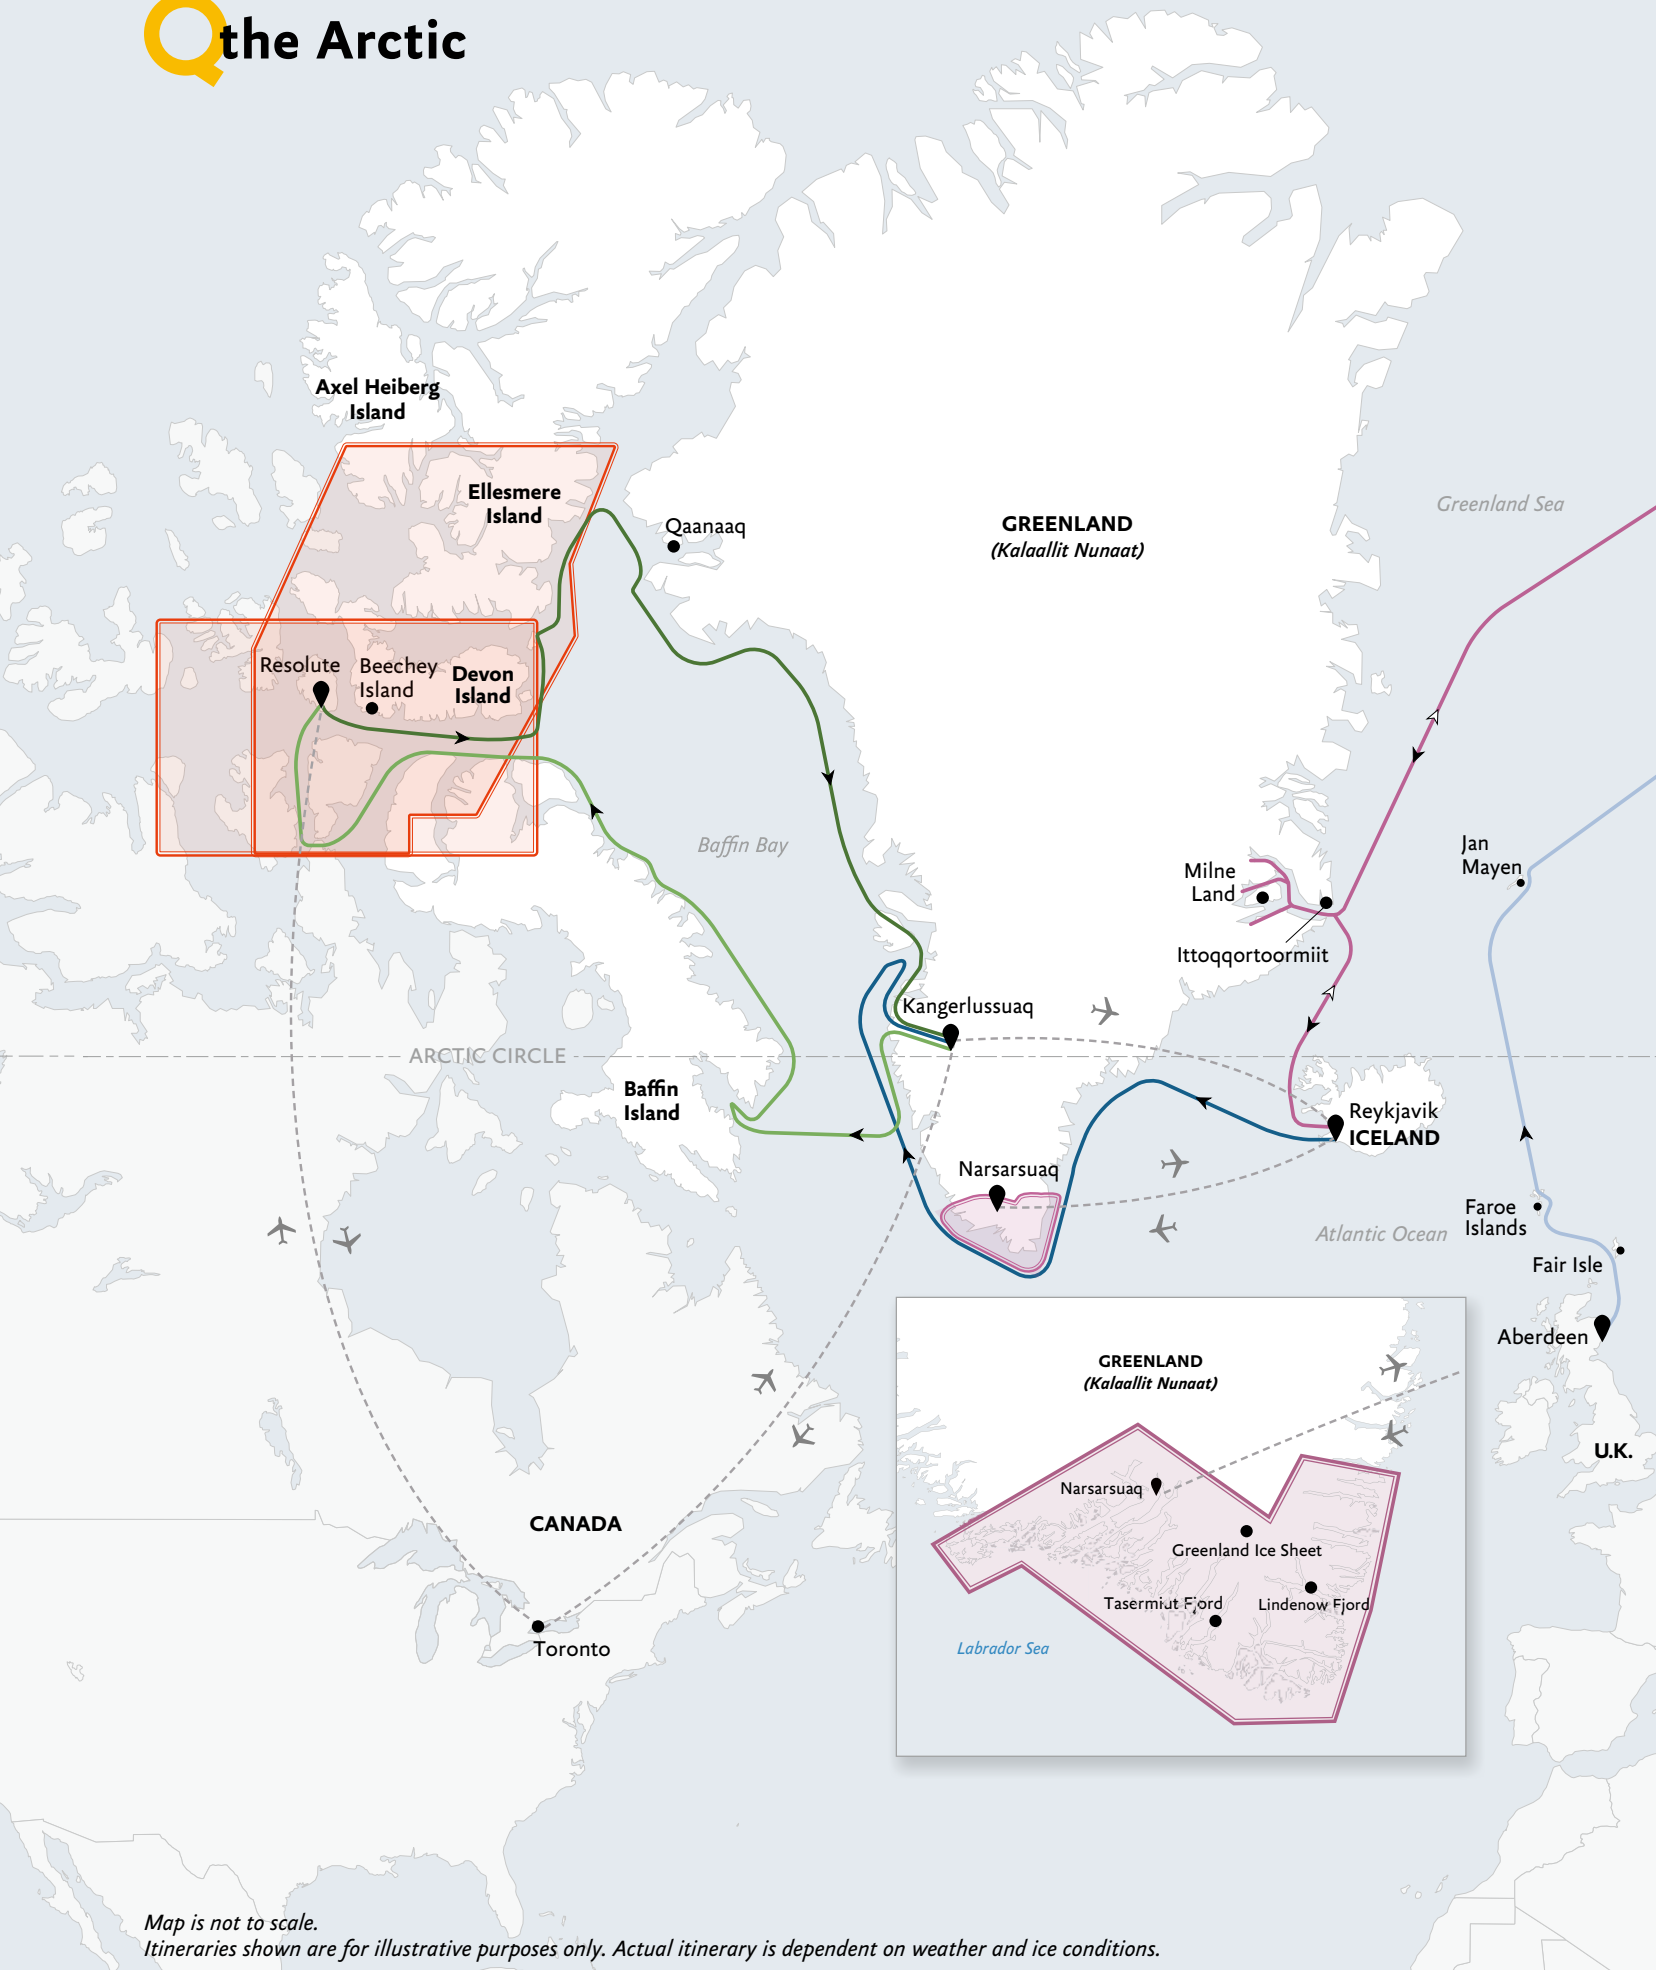 the Arctic
Axel Heiberg
Island
Ellesmere
Island
Qaanaaq
GREENLAND
(Kalaallit Nunaat)
Greenland Sea
Resolute
Beechey
Island
Devon
Island
Baffin Bay
Jan
Mayen
Milne
Land
Ittoqqortoormiit
Kangerlussuaq
ARCTIC CIRCLE
Baffin
Island
Reykjavik
ICELAND
Narsarsuaq
Faroe
Islands
Atlantic Ocean
Fair Isle
Aberdeen
GREENLAND
(Kalaallit Nunaat)
U.K.
Narsarsuaq
CANADA
Greenland Ice Sheet
Tasermiut Fjord
Lindenow Fjord
Labrador Sea
Toronto
Map is not to scale.
Itineraries shown are for illustrative purposes only. Actual itinerary is dependent on weather and ice conditions.